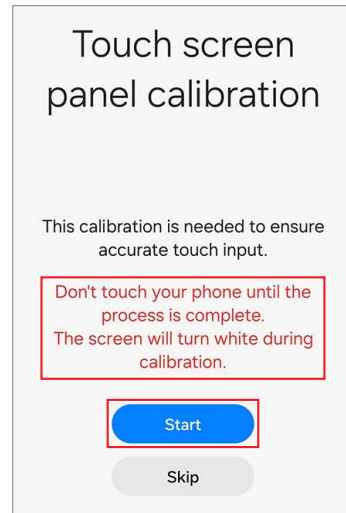 Touch screen
panel calibration
This calibration is needed to ensure
accurate touch input.
Don't touch your phone until the
process is complete.
The screen will turn white during
calibration.
Start
Skip